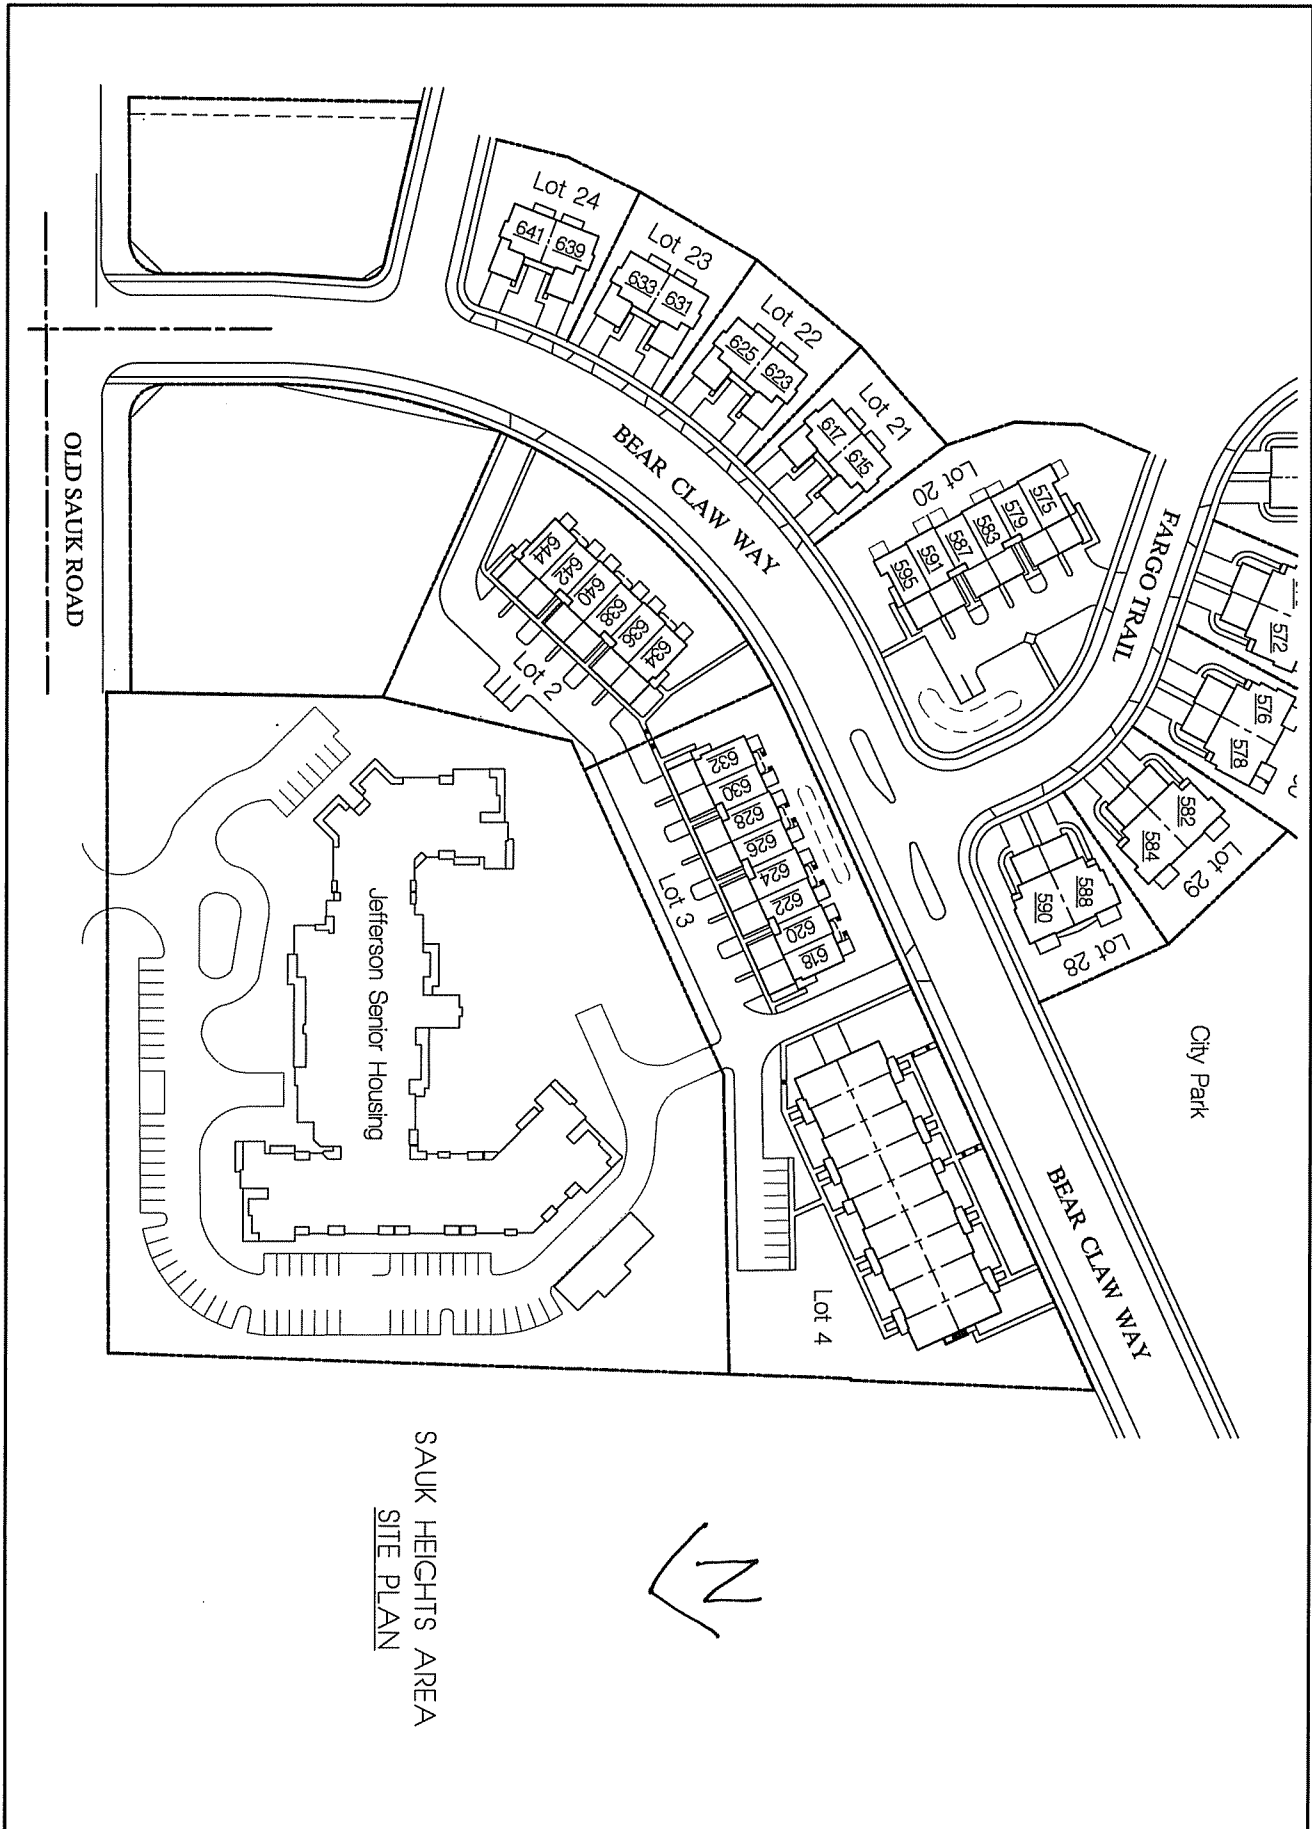 Lot 24
641
639
Lot 23
633
631
Lot 22
625
623
Lot 21
617
615
Lot 20
595
591
587
583
579
575
FARGO TRAIL
572
576
578
582
584
Lot 29
588
590
Lot 28
City Park
BEAR CLAW WAY
BEAR CLAW WAY
OLD SAUK ROAD
644
642
640
638
636
634
Lot 2
632
630
628
626
624
622
620
618
Lot 3
Lot 4
Jefferson Senior Housing
N
SAUK HEIGHTS AREA
SITE PLAN